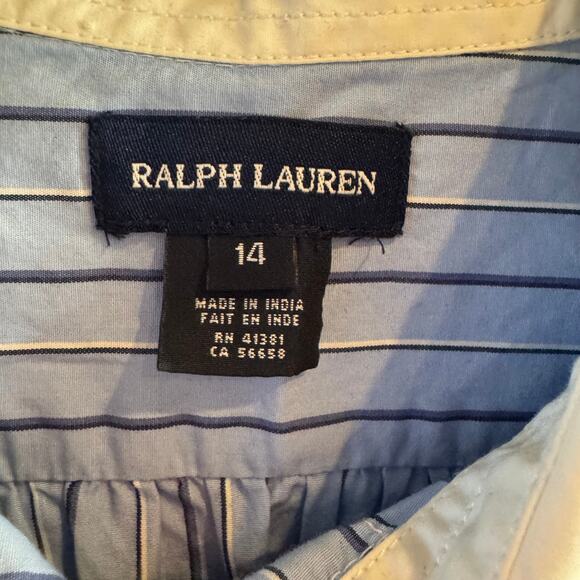 RALPH LAUREN
14
MADE IN INDIA
FAIT EN INDE
RN 41381
CA 56658